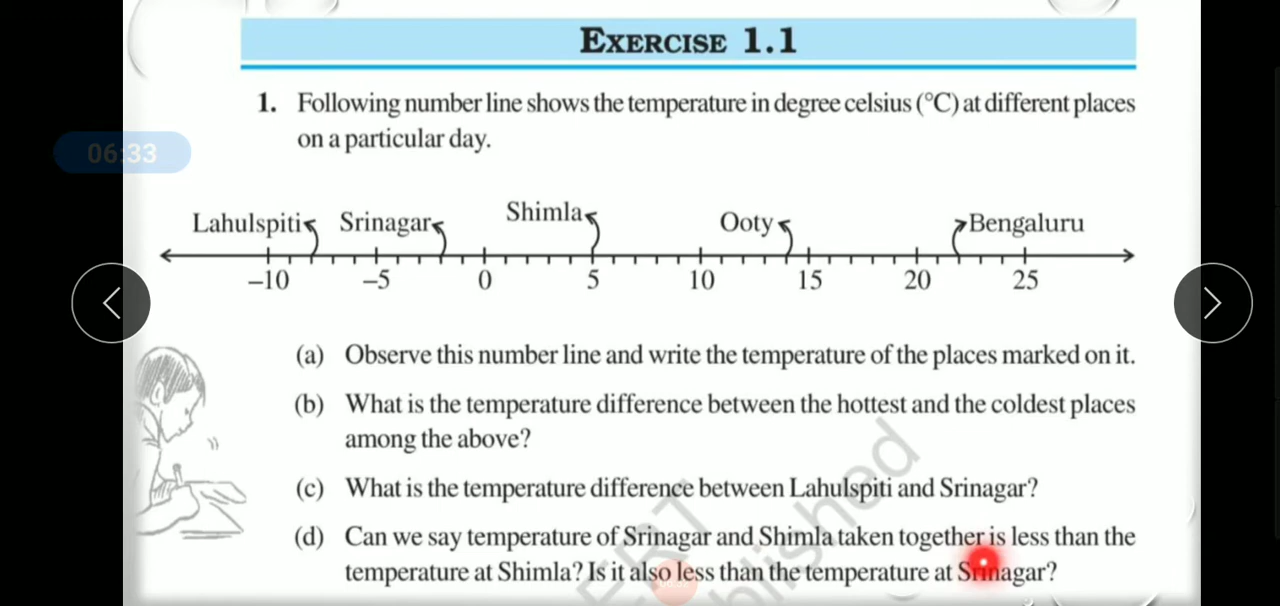 EXERCISE 1.1
1. Following number line shows the temperature in degree celsius (°C) at different places
on a particular day.
06:33
Lahulspiti Srinagar Shimla Ooty Bengaluru
–10 –5 0 5 10 15 20 25
(a) Observe this number line and write the temperature of the places marked on it.
(b) What is the temperature difference between the hottest and the coldest places
among the above?
(c) What is the temperature difference between Lahulspiti and Srinagar?
(d) Can we say temperature of Srinagar and Shimla taken together is less than the
temperature at Shimla? Is it also less than the temperature at Srinagar?